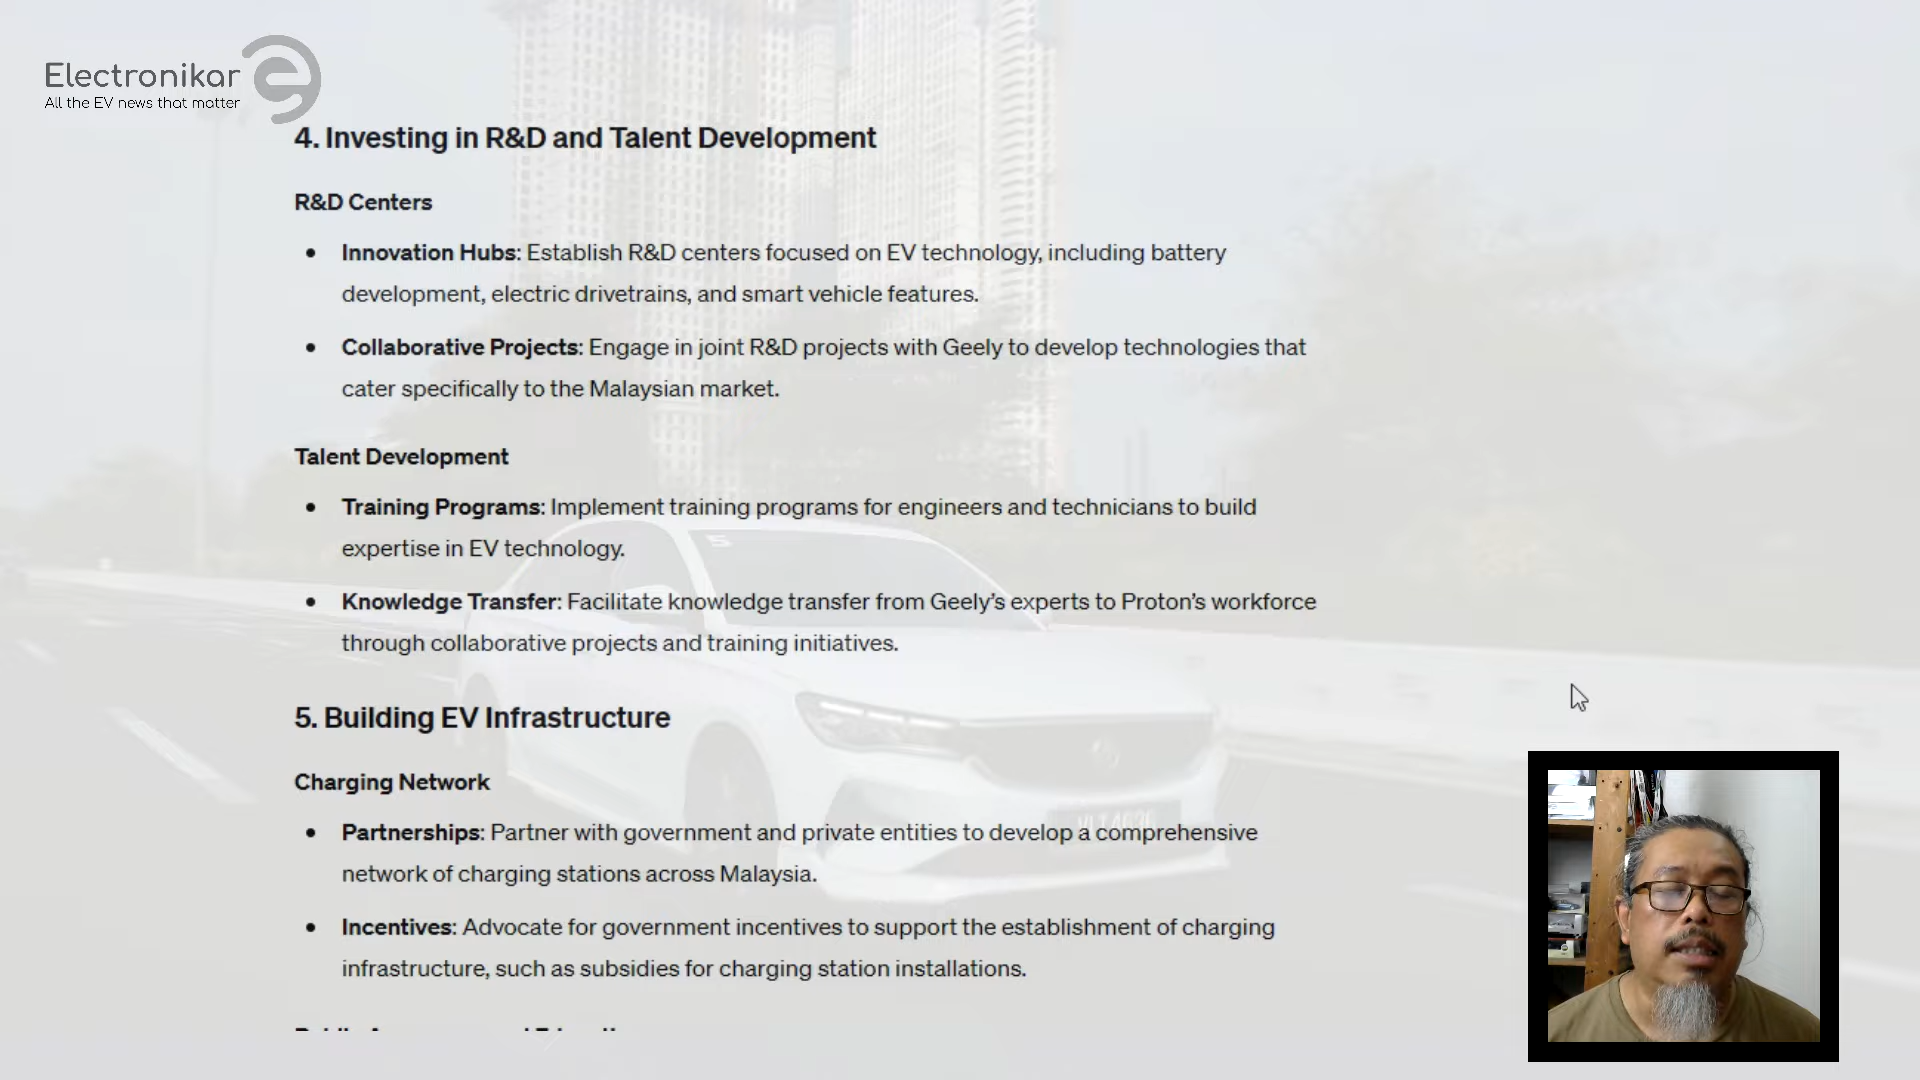 Electronikar
All the EV news that matter
4. Investing in R&D and Talent Development
R&D Centers
• Innovation Hubs: Establish R&D centers focused on EV technology, including battery
development, electric drivetrains, and smart vehicle features.
• Collaborative Projects: Engage in joint R&D projects with Geely to develop technologies that
cater specifically to the Malaysian market.
Talent Development
• Training Programs: Implement training programs for engineers and technicians to build
expertise in EV technology.
• Knowledge Transfer: Facilitate knowledge transfer from Geely’s experts to Proton’s workforce
through collaborative projects and training initiatives.
5. Building EV Infrastructure
Charging Network
• Partnerships: Partner with government and private entities to develop a comprehensive
network of charging stations across Malaysia.
• Incentives: Advocate for government incentives to support the establishment of charging
infrastructure, such as subsidies for charging station installations.